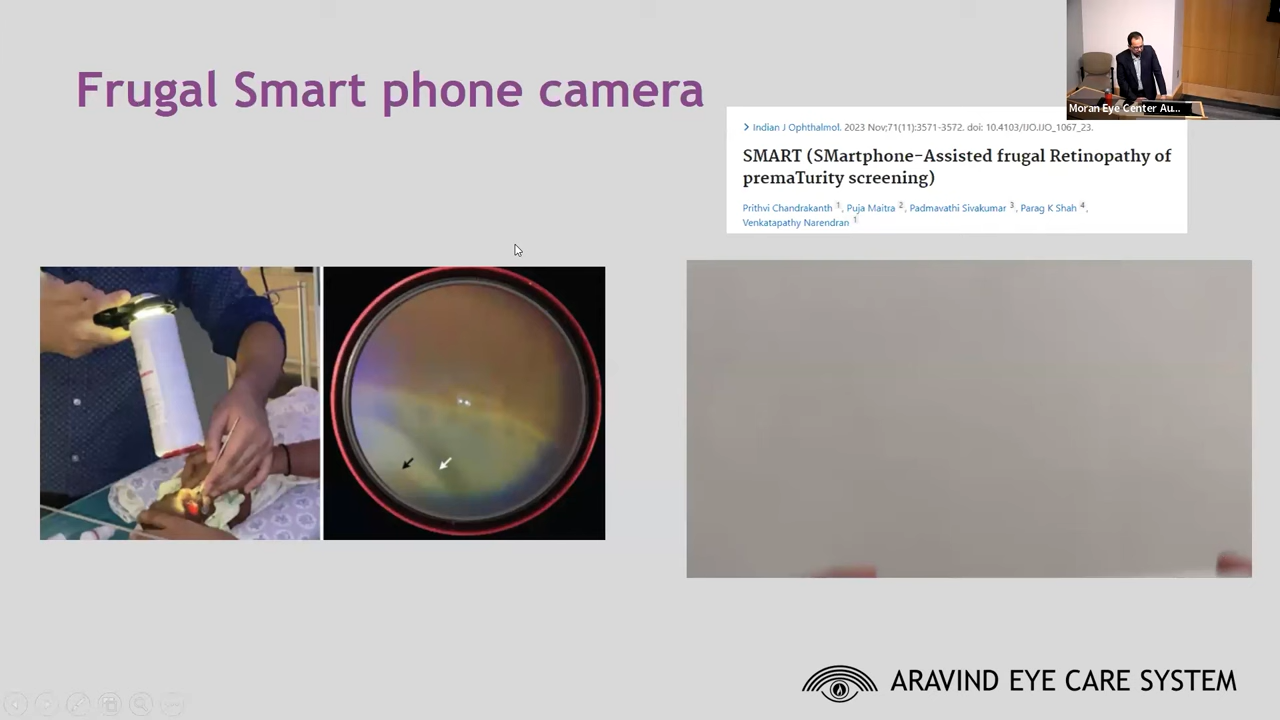 Frugal Smart phone camera
Moran Eye Center Au...
> Indian J Ophthalmol. 2023 Nov;71(11):3571-3572. doi: 10.4103/IJO.IJO_1067_23.
SMART (SMartphone-Assisted frugal Retinopathy of
premaTurity screening)
Prithvi Chandrakanth 1, Puja Maitra 2, Padmavathi Sivakumar 3, Parag K Shah 4,
Venkatapathy Narendran 1
ARAVIND EYE CARE SYSTEM